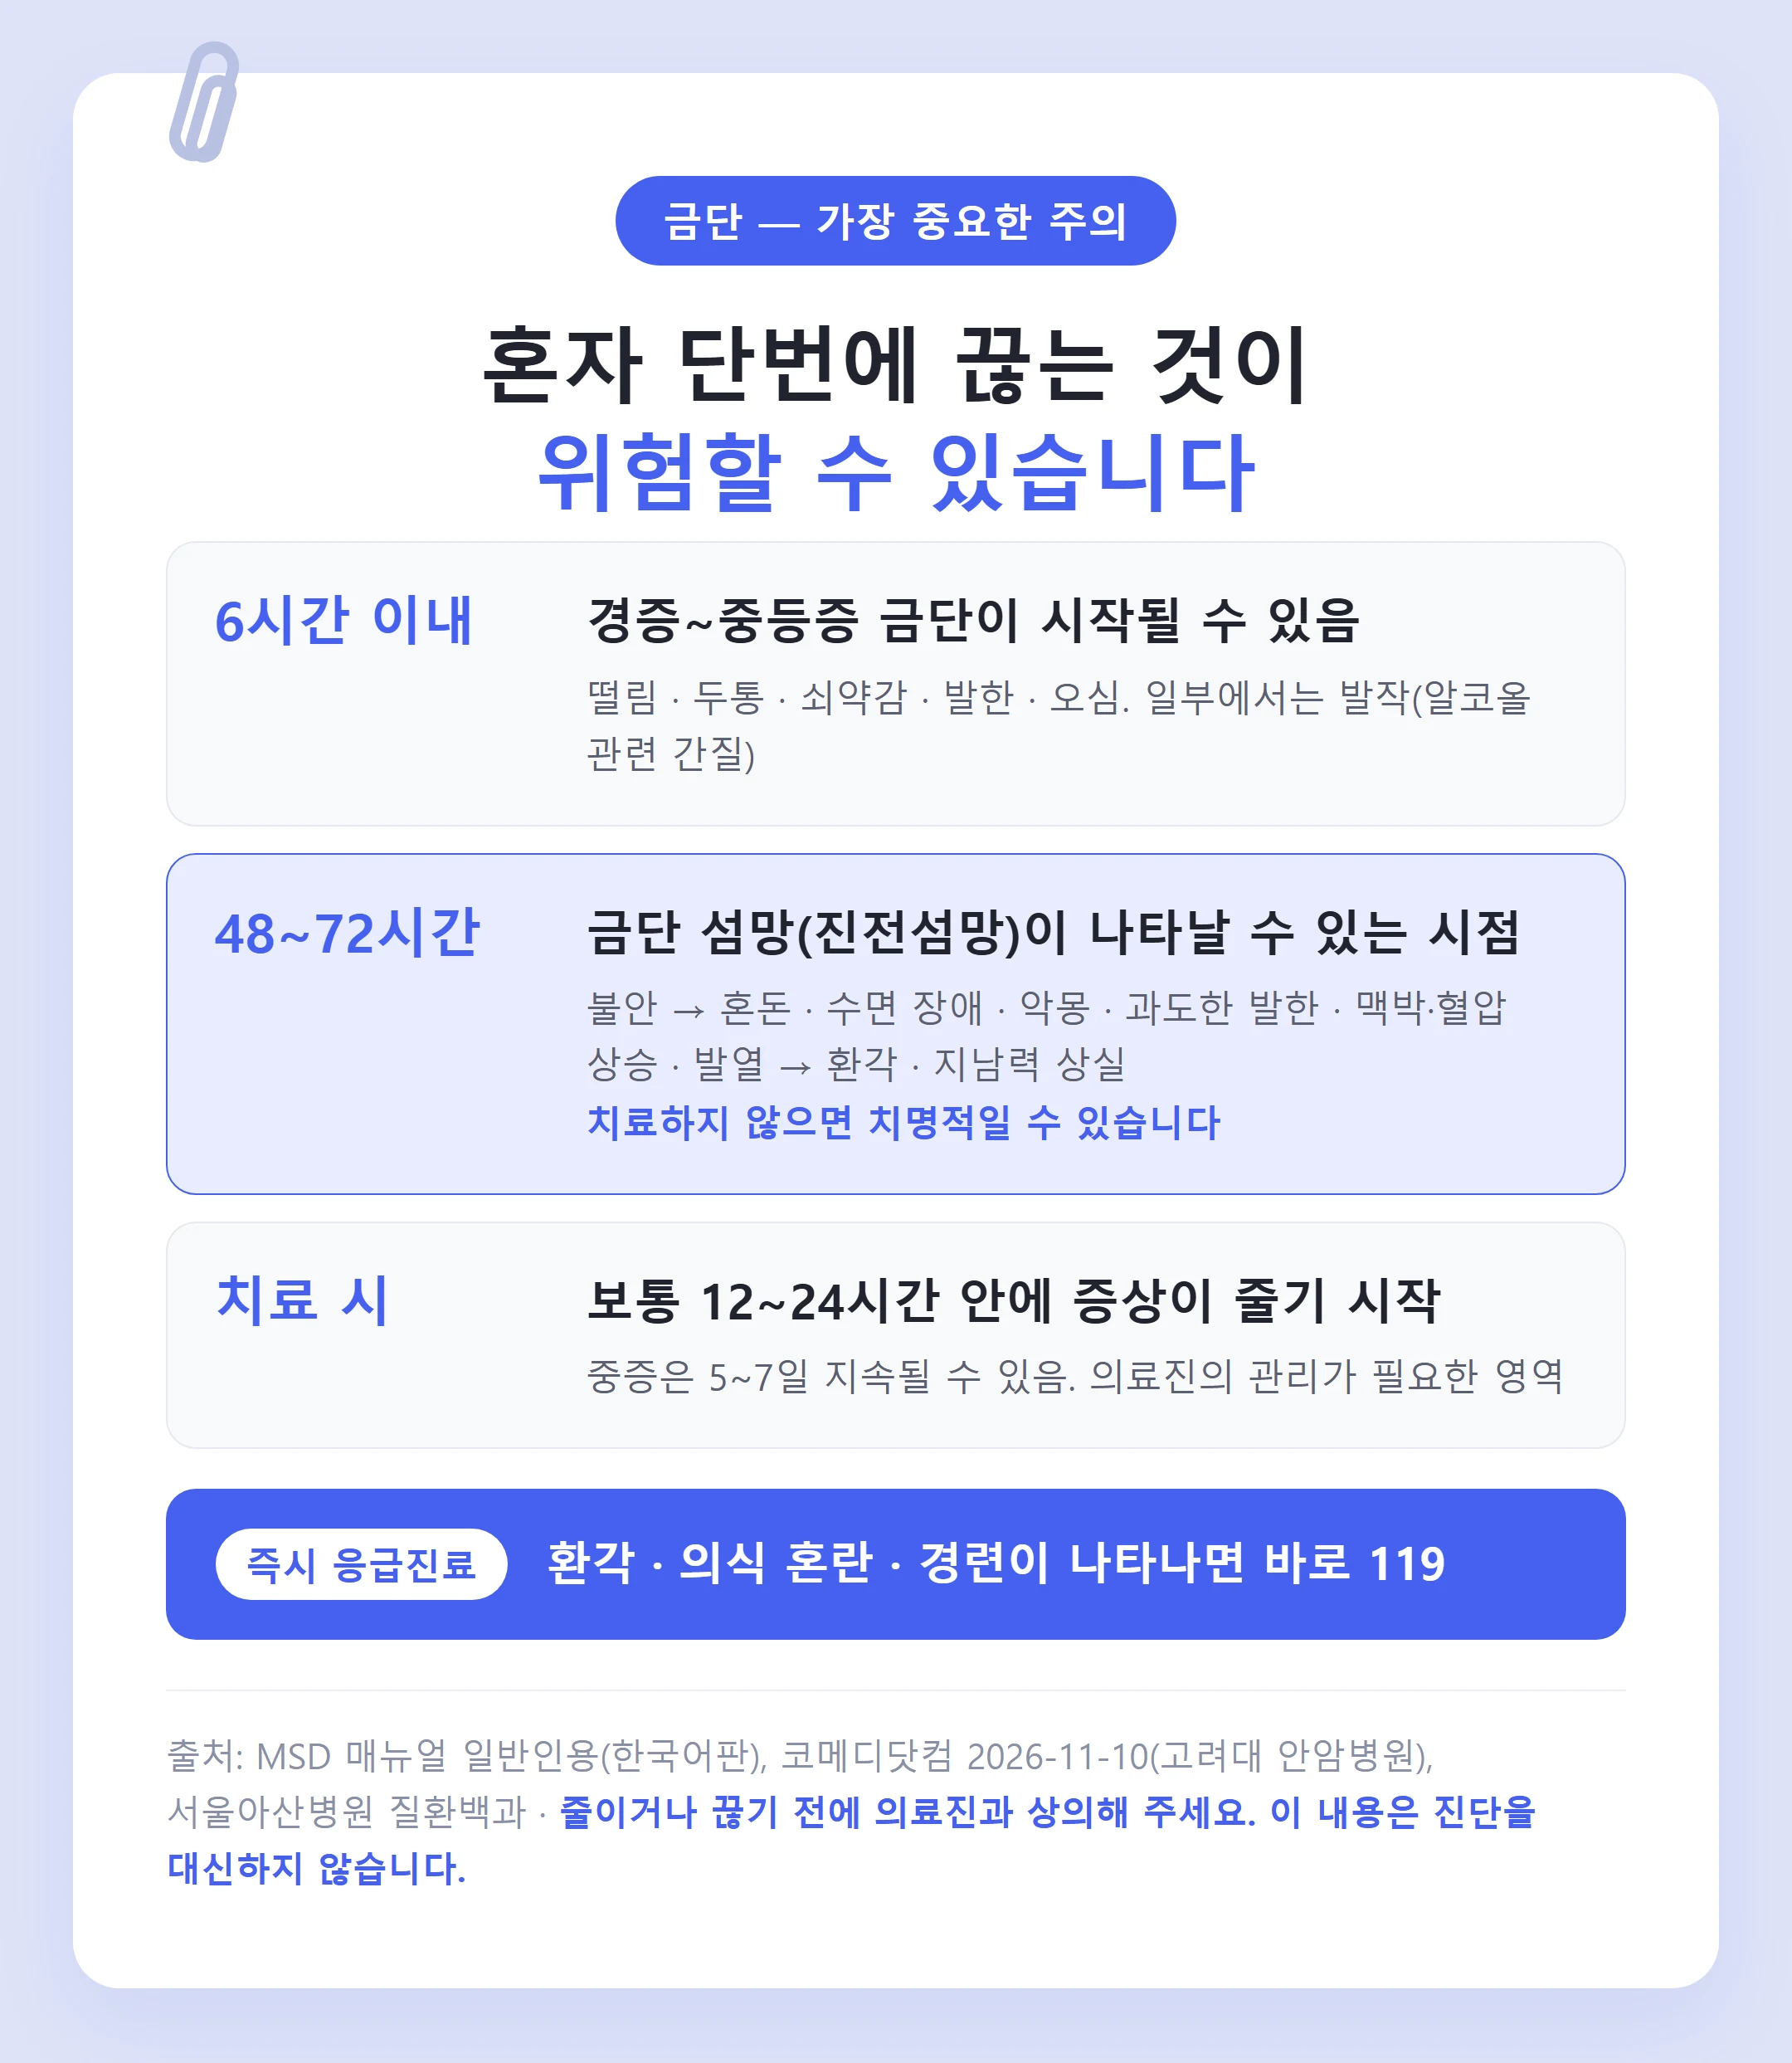 금단 — 가장 중요한 주의
혼자 단번에 끊는 것이
위험할 수 있습니다
6시간 이내
경증~중등증 금단이 시작될 수 있음
떨림 · 두통 · 쇠약감 · 발한 · 오심. 일부에서는 발작(알코올
관련 간질)
48~72시간
금단 섬망(진전섬망)이 나타날 수 있는 시점
불안 → 혼돈 · 수면 장애 · 악몽 · 과도한 발한 · 맥박·혈압
상승 · 발열 → 환각 · 지남력 상실
치료하지 않으면 치명적일 수 있습니다
치료 시
보통 12~24시간 안에 증상이 줄기 시작
중증은 5~7일 지속될 수 있음. 의료진의 관리가 필요한 영역
즉시 응급진료
환각 · 의식 혼란 · 경련이 나타나면 바로 119
출처: MSD 매뉴얼 일반인용(한국어판), 코메디닷컴 2026-11-10(고려대 안암병원),
서울아산병원 질환백과 · 줄이거나 끊기 전에 의료진과 상의해 주세요. 이 내용은 진단을
대신하지 않습니다.